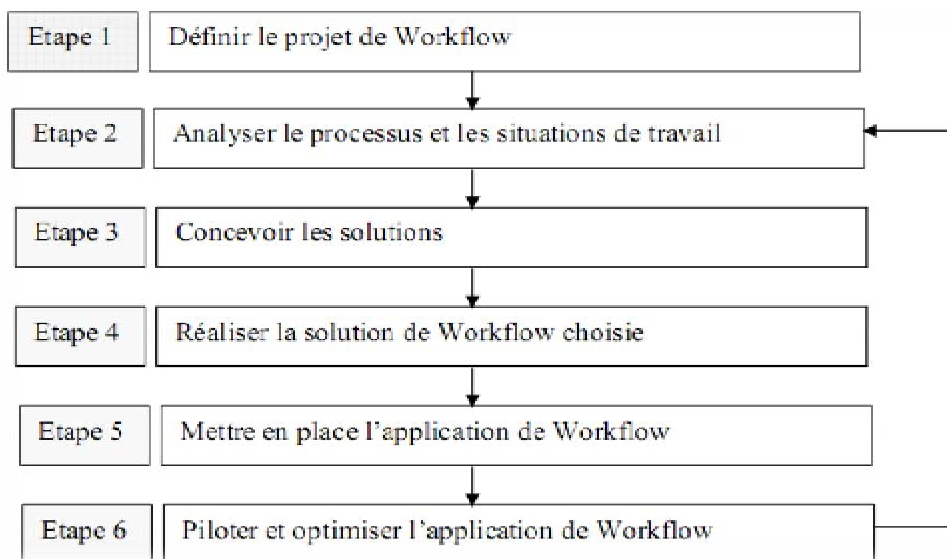 Etape 1 Définir le projet de Workflow
Etape 2 Analyser le processus et les situations de travail
Etape 3 Concevoir les solutions
Etape 4 Réaliser la solution de Workflow choisie
Etape 5 Mettre en place l’application de Workflow
Etape 6 Piloter et optimiser l’application de Workflow